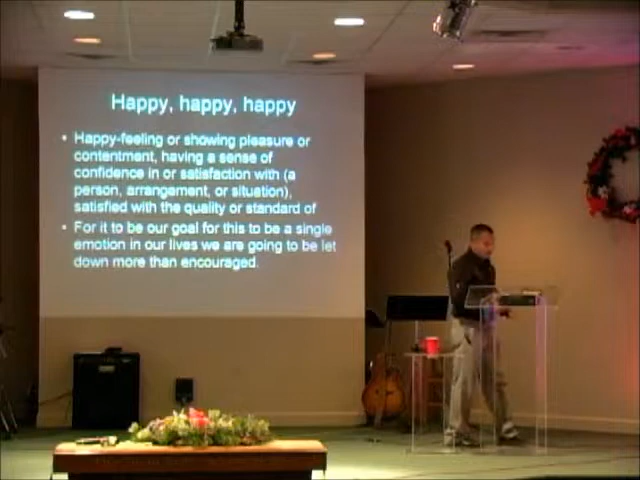 Happy, happy, happy
• Happy-feeling or showing pleasure or
contentment, having a sense of
confidence in or satisfaction with (a
person, arrangement, or situation),
satisfied with the quality or standard of
• For it to be our goal for this to be a single
emotion in our lives we are going to be let
down more than encouraged.